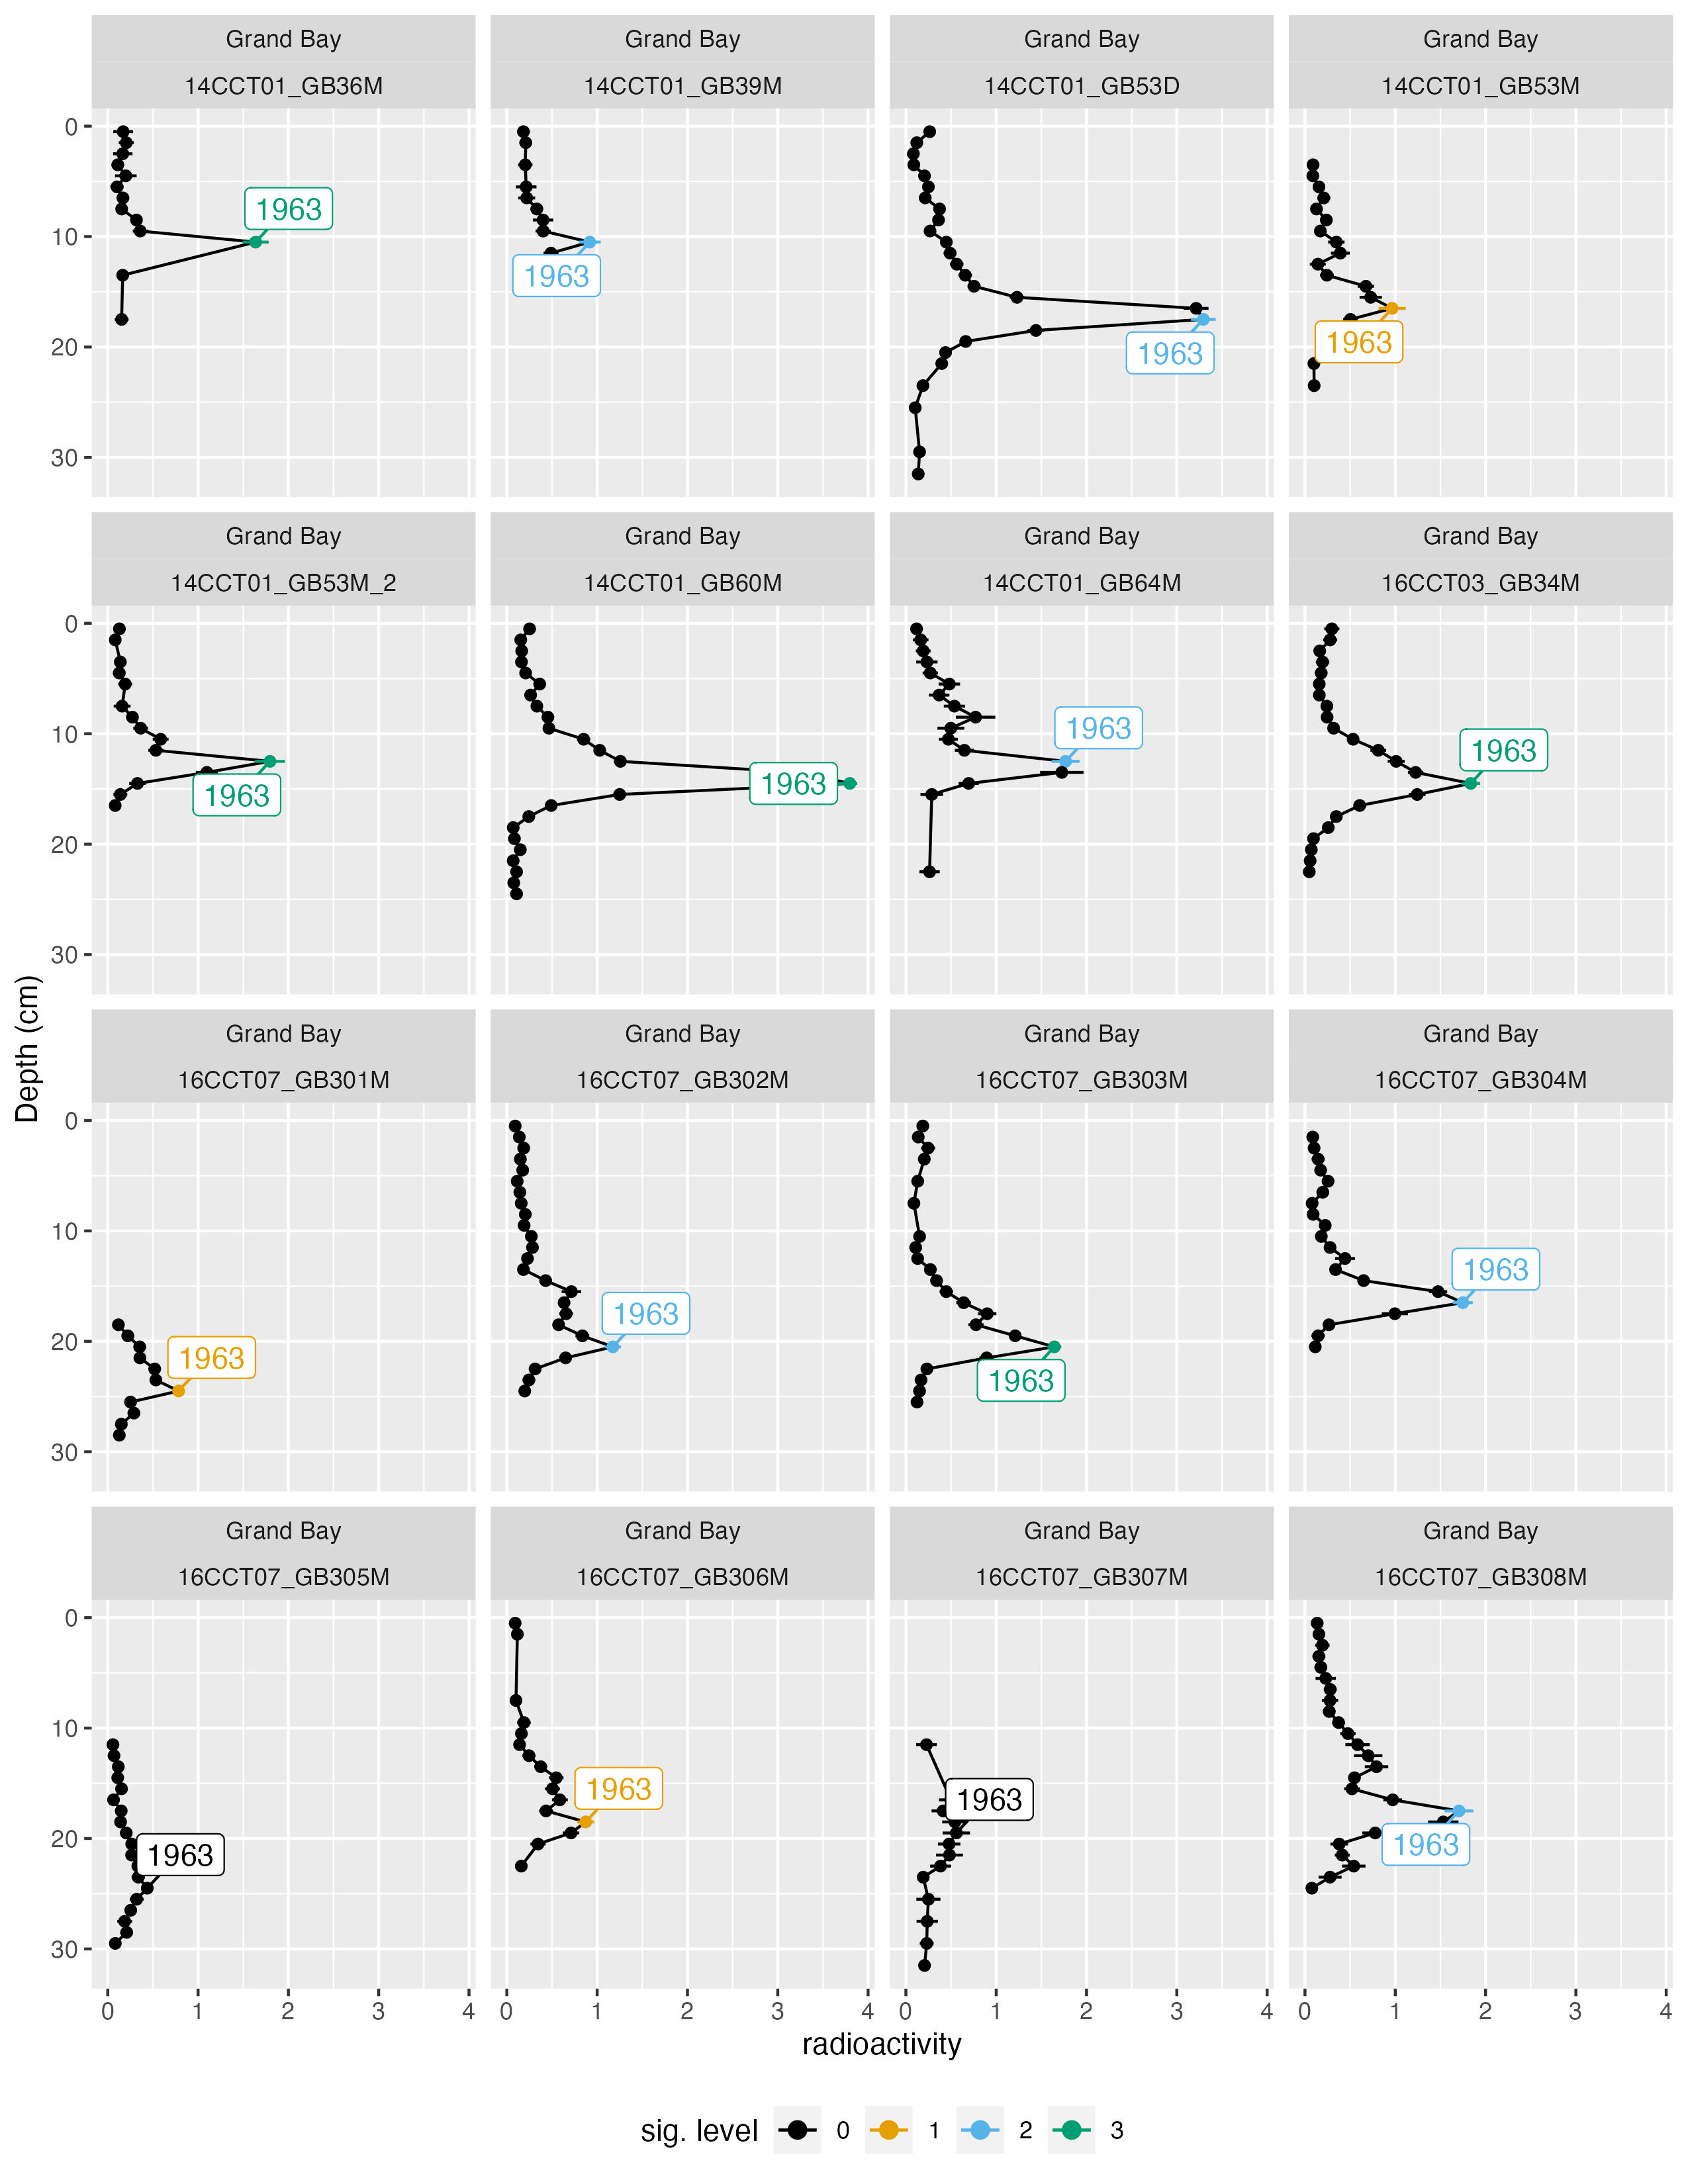 Grand Bay
14CCT01_GB36M
Grand Bay
14CCT01_GB39M
Grand Bay
14CCT01_GB53D
Grand Bay
14CCT01_GB53M
0
10
20
30
1963
1963
1963
1963
Grand Bay
14CCT01_GB53M_2
Grand Bay
14CCT01_GB60M
Grand Bay
14CCT01_GB64M
Grand Bay
16CCT03_GB34M
0
10
20
30
1963
1963
1963
1963
Depth (cm)
Grand Bay
16CCT07_GB301M
Grand Bay
16CCT07_GB302M
Grand Bay
16CCT07_GB303M
Grand Bay
16CCT07_GB304M
0
10
20
30
1963
1963
1963
1963
Grand Bay
16CCT07_GB305M
Grand Bay
16CCT07_GB306M
Grand Bay
16CCT07_GB307M
Grand Bay
16CCT07_GB308M
0
10
20
30
1963
1963
1963
1963
0 1 2 3 4
0 1 2 3 4
0 1 2 3 4
0 1 2 3 4
radioactivity
sig. level 0 1 2 3